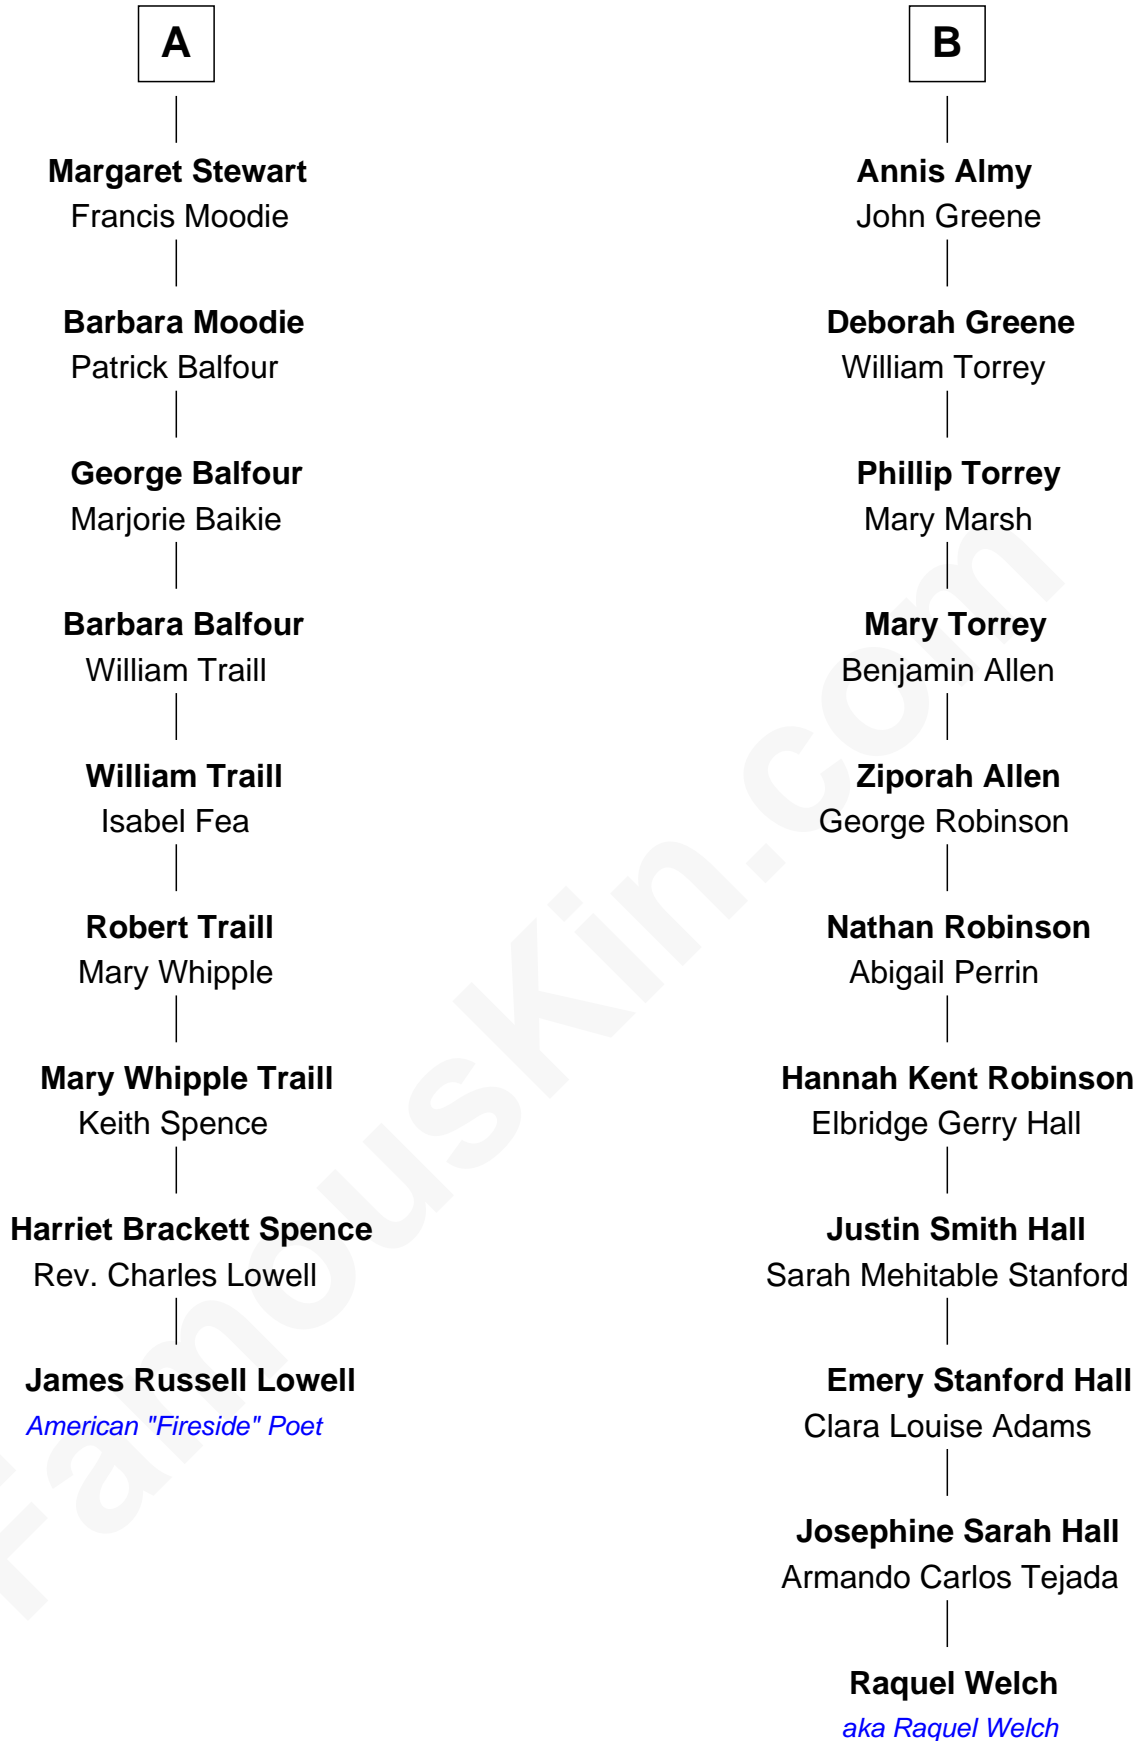 A
Margaret Stewart
Francis Moodie
Barbara Moodie
Patrick Balfour
George Balfour
Marjorie Baikie
Barbara Balfour
William Traill
William Traill
Isabel Fea
Robert Traill
Mary Whipple
Mary Whipple Traill
Keith Spence
Harriet Brackett Spence
Rev. Charles Lowell
James Russell Lowell
American "Fireside" Poet
B
Annis Almy
John Greene
Deborah Greene
William Torrey
Phillip Torrey
Mary Marsh
Mary Torrey
Benjamin Allen
Ziporah Allen
George Robinson
Nathan Robinson
Abigail Perrin
Hannah Kent Robinson
Elbridge Gerry Hall
Justin Smith Hall
Sarah Mehitable Stanford
Emery Stanford Hall
Clara Louise Adams
Josephine Sarah Hall
Armando Carlos Tejada
Raquel Welch
aka Raquel Welch
FamousKin.com